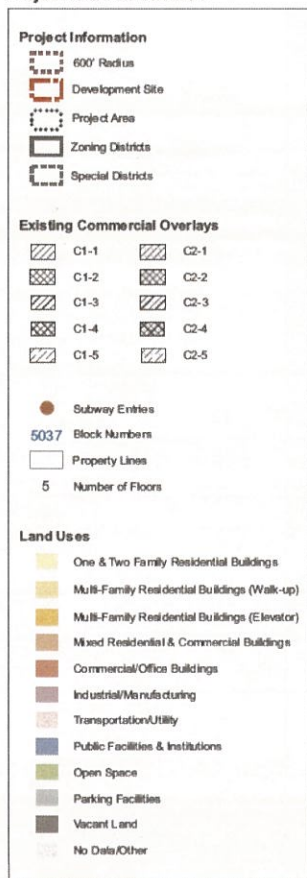 Project Information
600' Radius
Development Site
Project Area
Zoning Districts
Special Districts
Existing Commercial Overlays
C1-1 C2-1
C1-2 C2-2
C1-3 C2-3
C1-4 C2-4
C1-5 C2-5
Subway Entries
5037 Block Numbers
Property Lines
5 Number of Floors
Land Uses
One & Two Family Residential Buildings
Multi-Family Residential Buildings (Walk-up)
Multi-Family Residential Buildings (Elevator)
Mixed Residential & Commercial Buildings
Commercial/Office Buildings
Industrial/Manufacturing
Transportation/Utility
Public Facilities & Institutions
Open Space
Parking Facilities
Vacant Land
No Data/Other